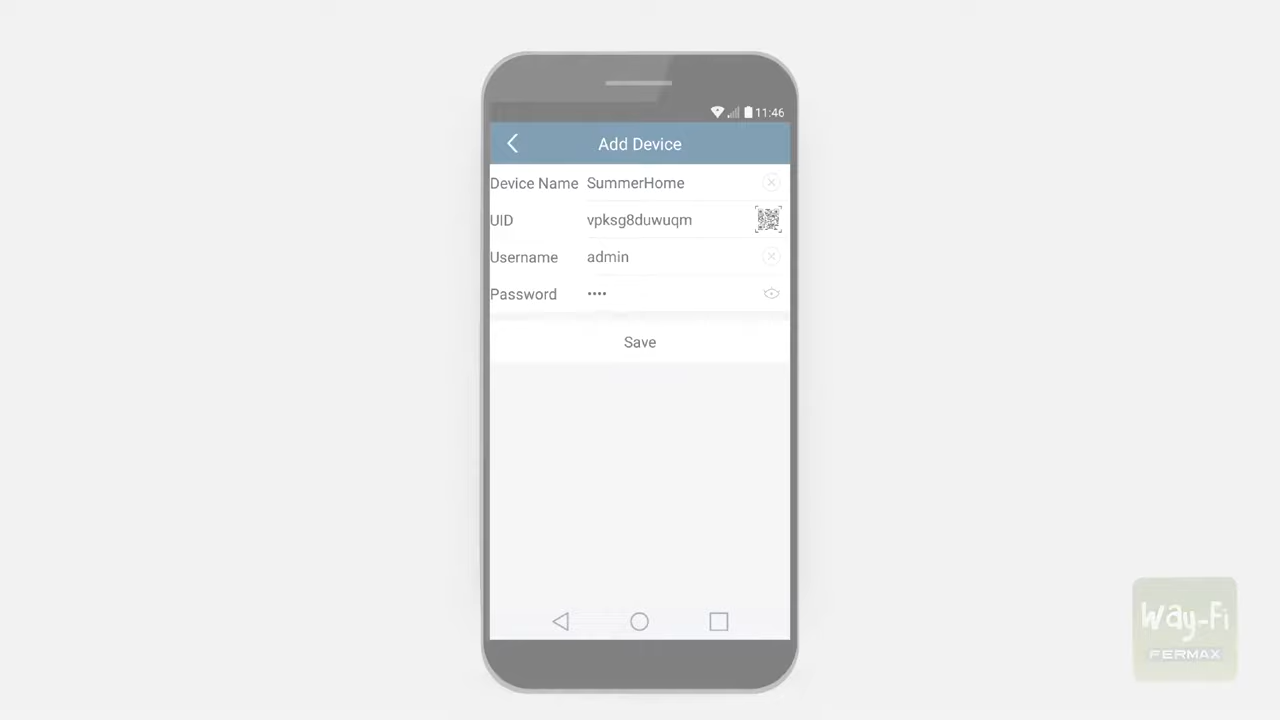 11:46
Add Device
Device Name SummerHome
UID vpksg8duwuqm
Username admin
Password ••••
Save
Way-Fi
FERMAX